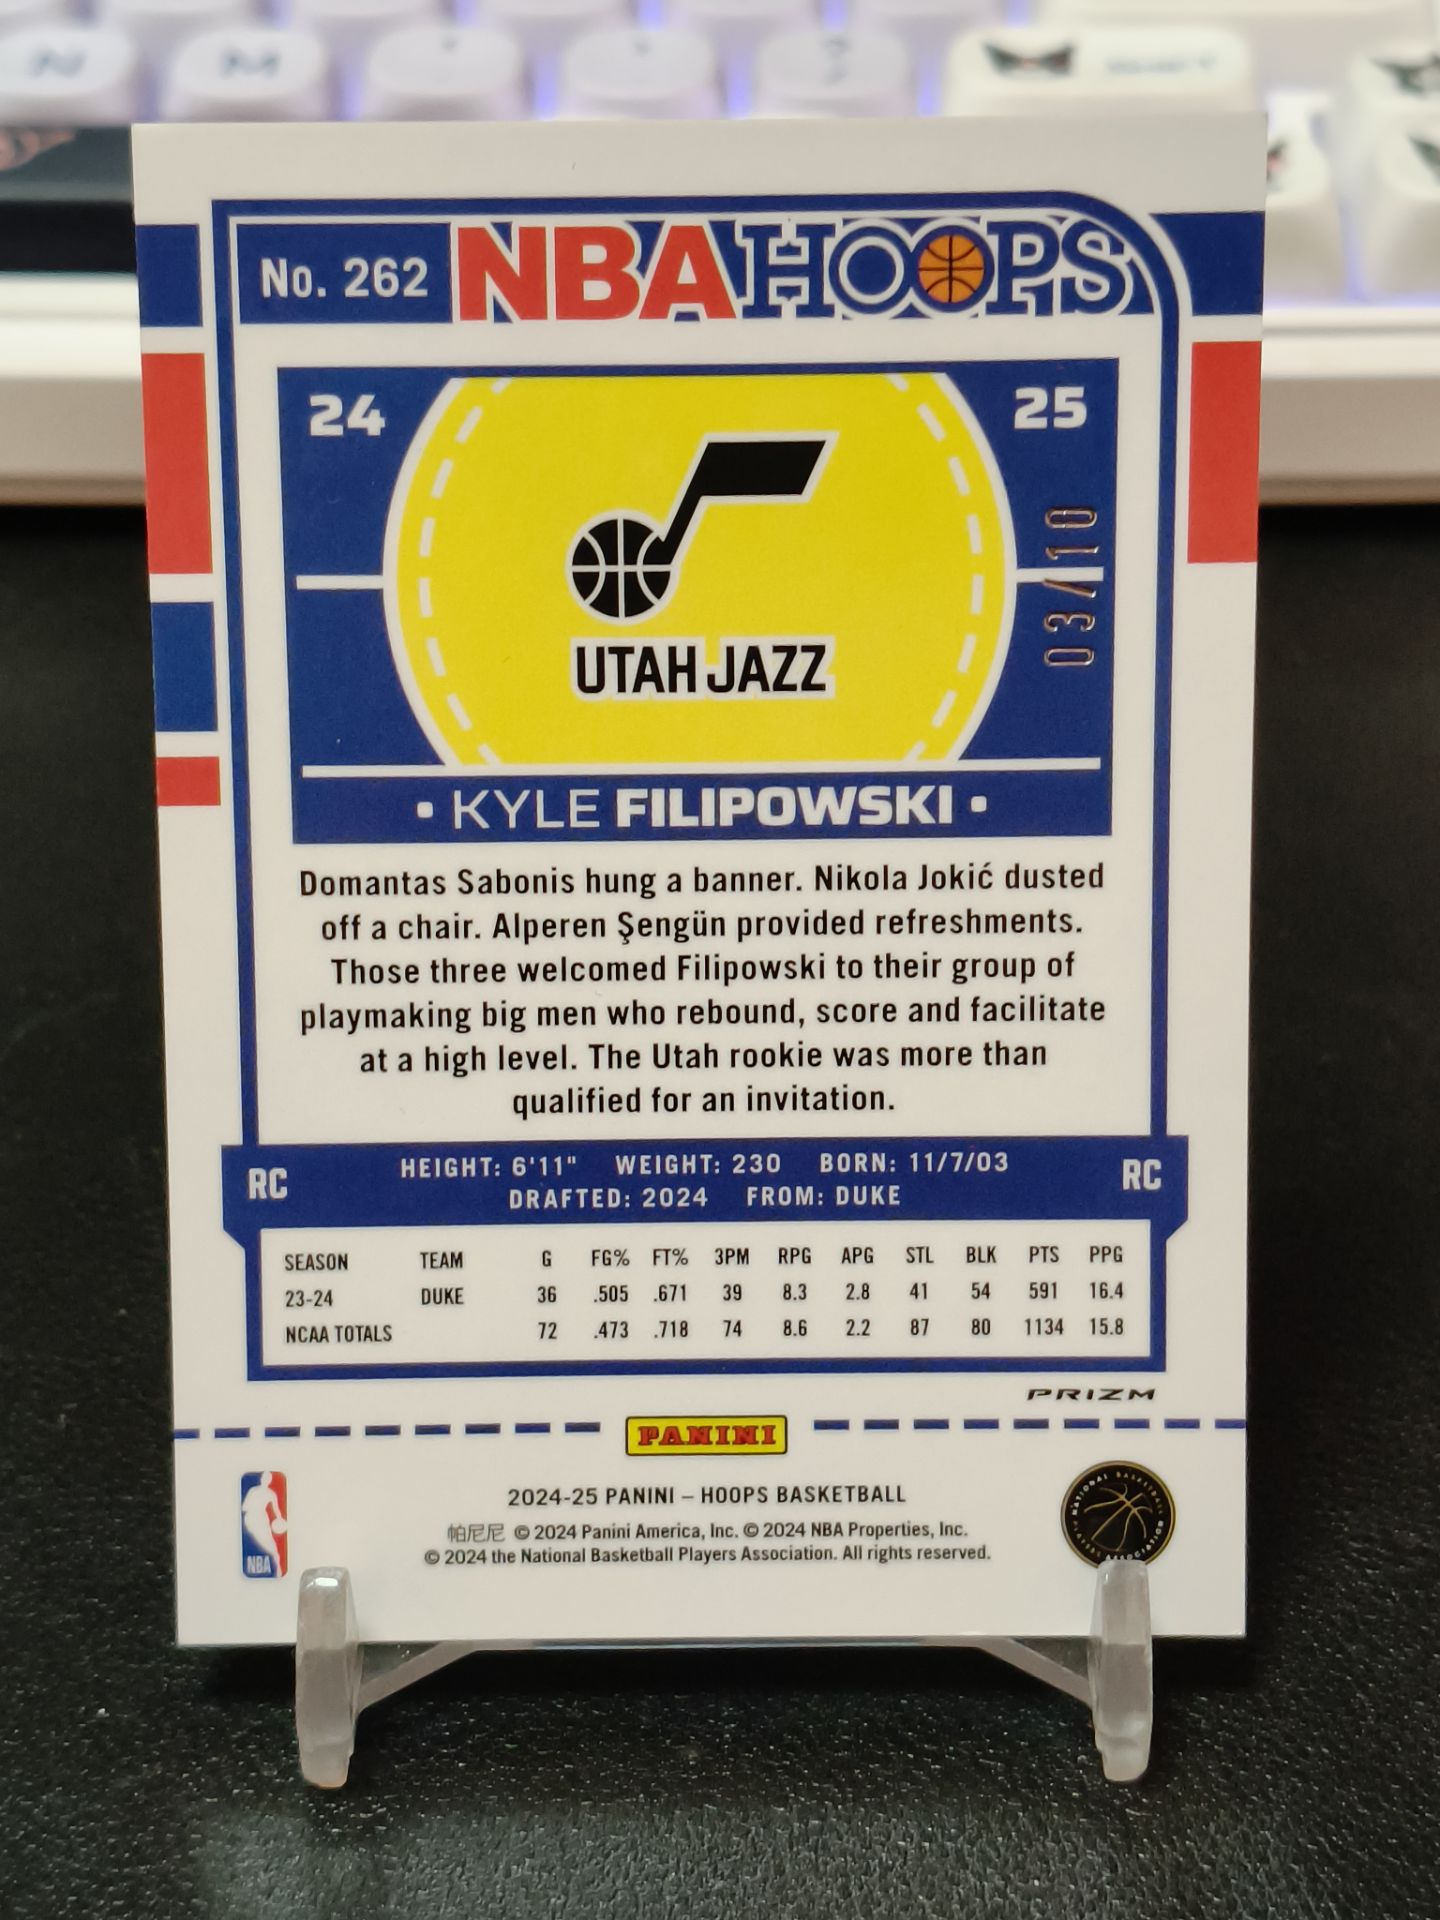 N M
No. 262 NBA HOOPS
24 25
03/10
UTAH JAZZ
• KYLE FILIPOWSKI •
Domantas Sabonis hung a banner. Nikola Jokić dusted
off a chair. Alperen Şengün provided refreshments.
Those three welcomed Filipowski to their group of
playmaking big men who rebound, score and facilitate
at a high level. The Utah rookie was more than
qualified for an invitation.
RC HEIGHT: 6'11" WEIGHT: 230 BORN: 11/7/03 RC
DRAFTED: 2024 FROM: DUKE
SEASON TEAM G FG% FT% 3PM RPG APG STL BLK PTS PPG
23-24 DUKE 36 .505 .671 39 8.3 2.8 41 54 591 16.4
NCAA TOTALS 72 .473 .718 74 8.6 2.2 87 80 1134 15.8
PRIZM
PANINI
2024-25 PANINI – HOOPS BASKETBALL
帕尼尼 © 2024 Panini America, Inc. © 2024 NBA Properties, Inc.
© 2024 the National Basketball Players Association. All rights reserved.
NBA
NATIONAL BASKETBALL PLAYERS ASSOCIATION